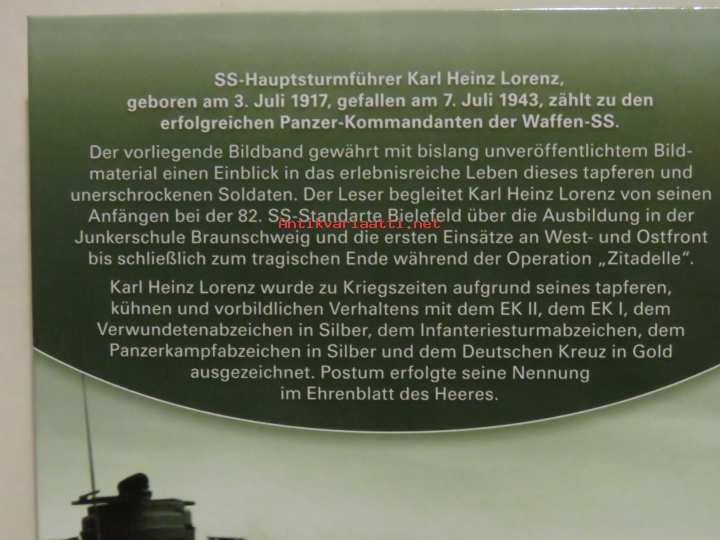 SS-Hauptsturmführer Karl Heinz Lorenz,
geboren am 3. Juli 1917, gefallen am 7. Juli 1943, zählt zu den
erfolgreichen Panzer-Kommandanten der Waffen-SS.
Der vorliegende Bildband gewährt mit bislang unveröffentlichtem Bild-
material einen Einblick in das erlebnisreiche Leben dieses tapferen und
unerschrockenen Soldaten. Der Leser begleitet Karl Heinz Lorenz von seinen
Anfängen bei der 82. SS-Standarte Bielefeld über die Ausbildung in der
Antikvariaatti.net
Junkerschule Braunschweig und die ersten Einsätze an West- und Ostfront
bis schließlich zum tragischen Ende während der Operation „Zitadelle“.
Karl Heinz Lorenz wurde zu Kriegszeiten aufgrund seines tapferen,
kühnen und vorbildlichen Verhaltens mit dem EK II, dem EK I, dem
Verwundetenabzeichen in Silber, dem Infanteriesturmabzeichen, dem
Panzerkampfabzeichen in Silber und dem Deutschen Kreuz in Gold
ausgezeichnet. Postum erfolgte seine Nennung
im Ehrenblatt des Heeres.